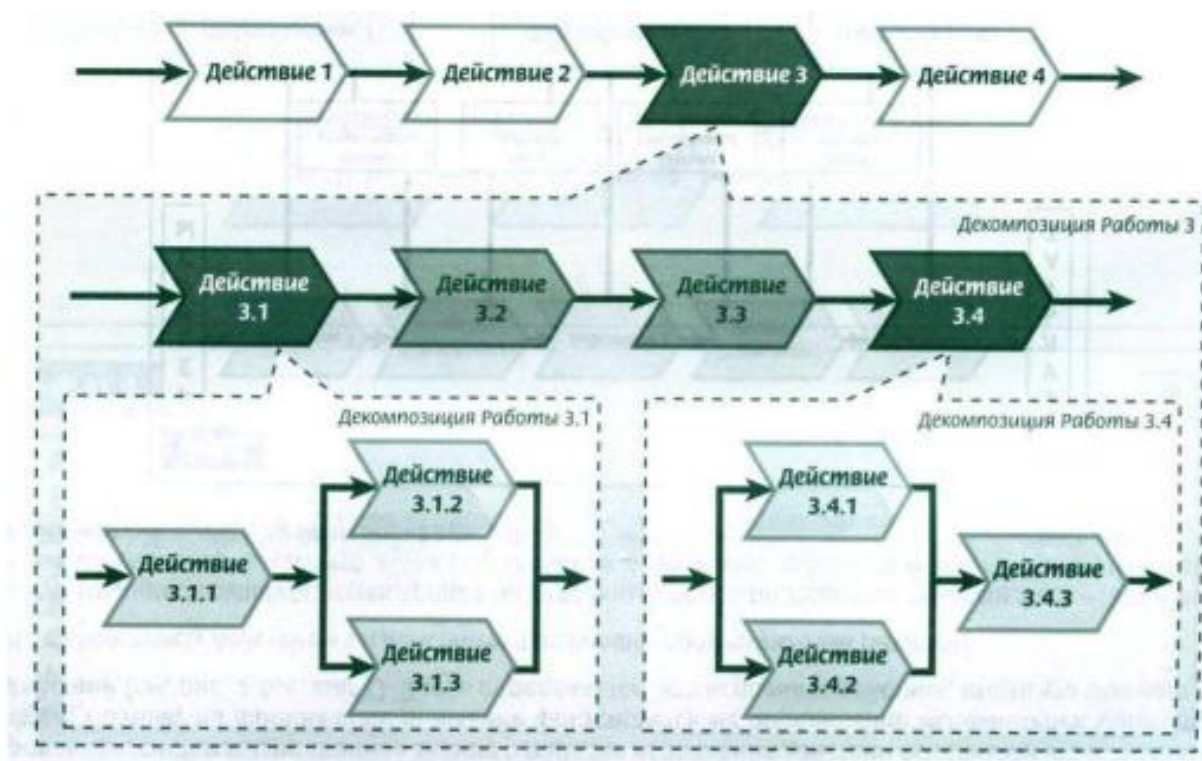 Действие 1
Действие 2
Действие 3
Действие 4
Декомпозиция Работы 3
Действие
3.1
Действие
3.2
Действие
3.3
Действие
3.4
Декомпозиция Работы 3.1
Декомпозиция Работы 3.4
Действие
3.1.1
Действие
3.1.2
Действие
3.1.3
Действие
3.4.1
Действие
3.4.2
Действие
3.4.3